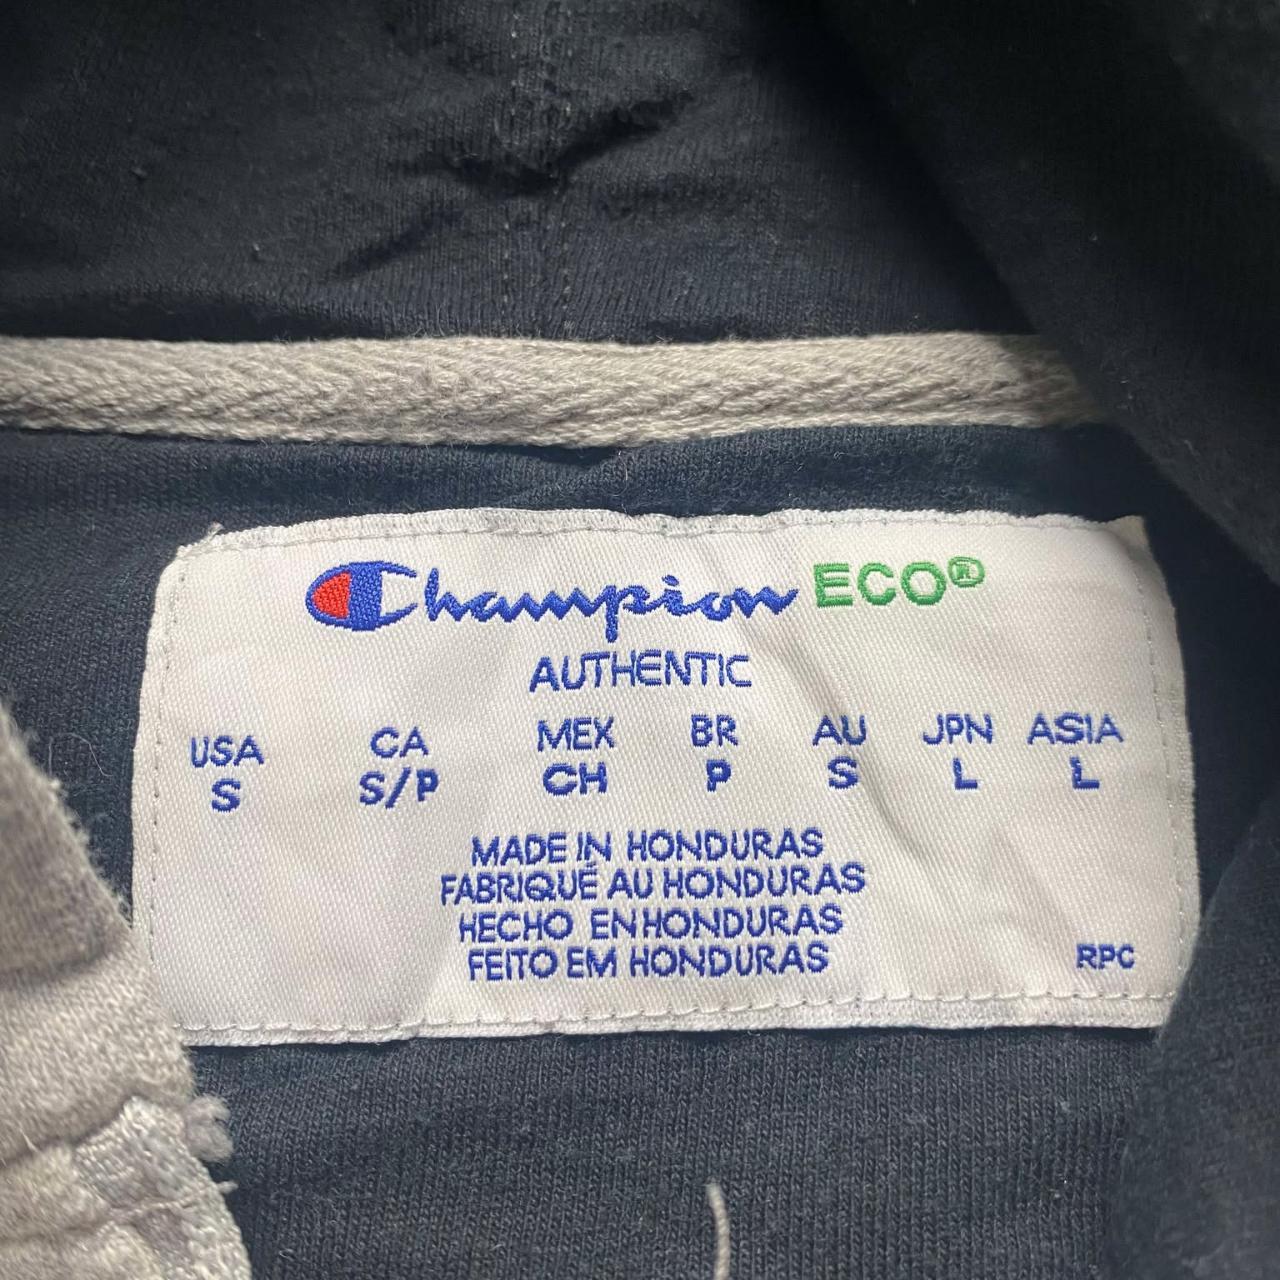 Champion ECO®
AUTHENTIC
USA CA MEX BR AU JPN ASIA
S S/P CH P S L L
MADE IN HONDURAS
FABRIQUÉ AU HONDURAS
HECHO EN HONDURAS
FEITO EM HONDURAS
RPC